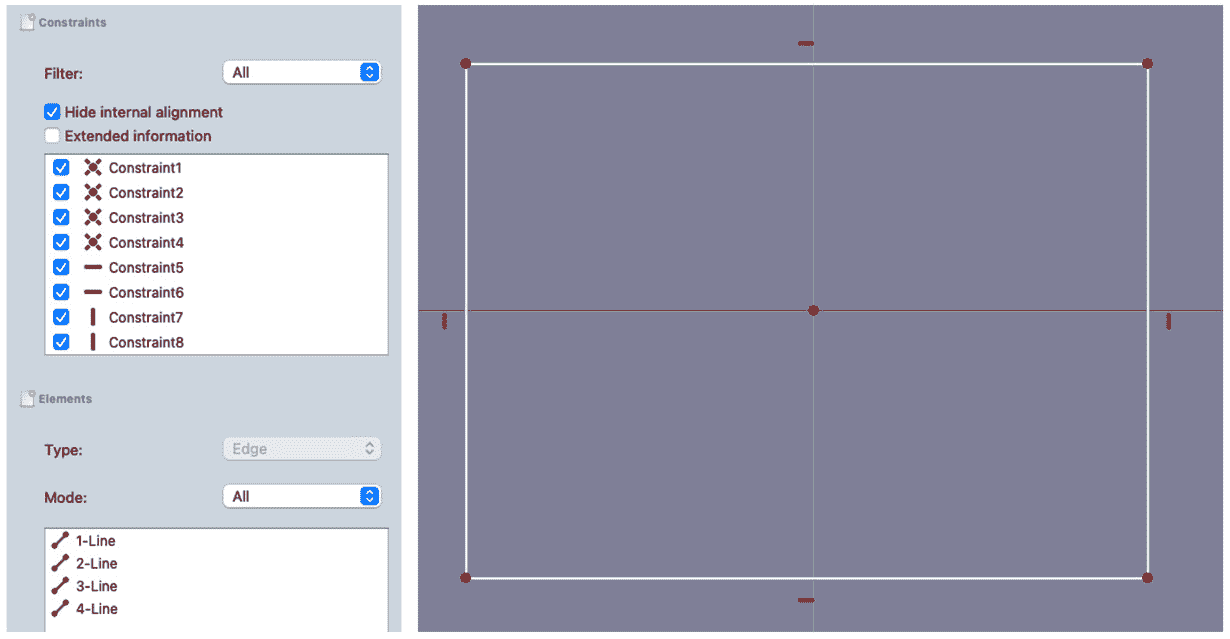 Constraints
Filter:
All
Hide internal alignment
Extended information
Constraint1
Constraint2
Constraint3
Constraint4
Constraint5
Constraint6
Constraint7
Constraint8
Elements
Type:
Edge
Mode:
All
1-Line
2-Line
3-Line
4-Line